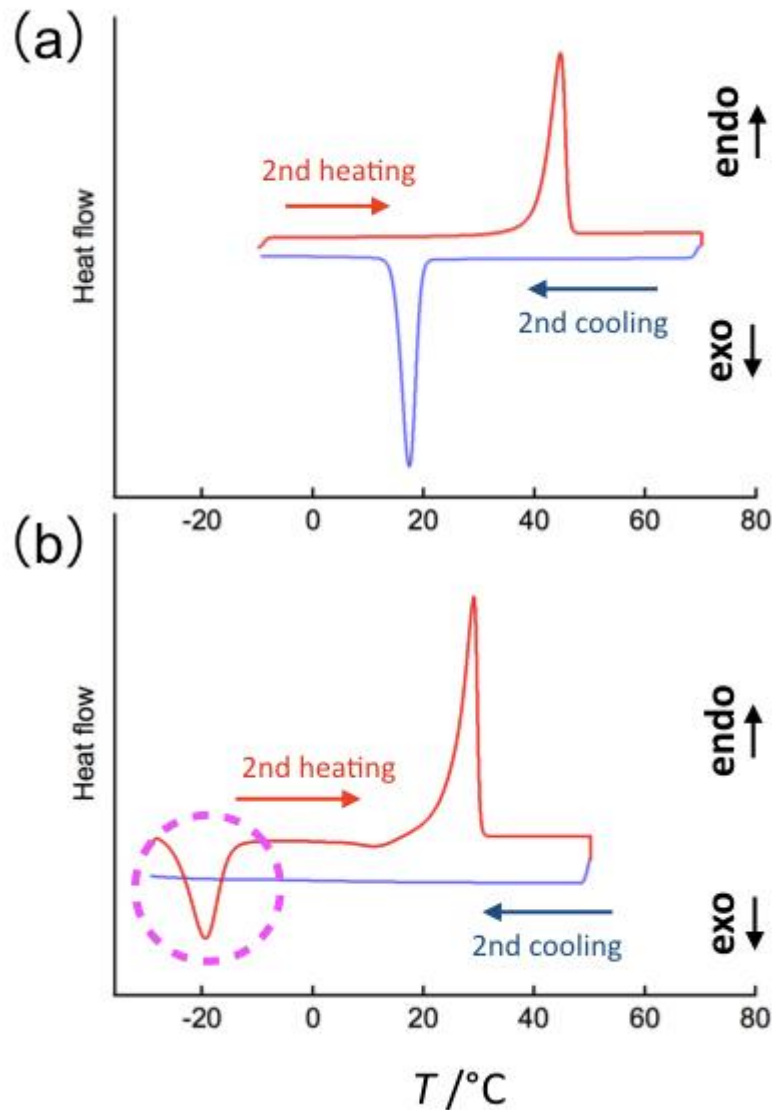 (a)
endo
2nd heating
Heat flow
2nd cooling
exo
-20 0 20 40 60 80
(b)
endo
2nd heating
Heat flow
exo
2nd cooling
-20 0 20 40 60 80
T /°C